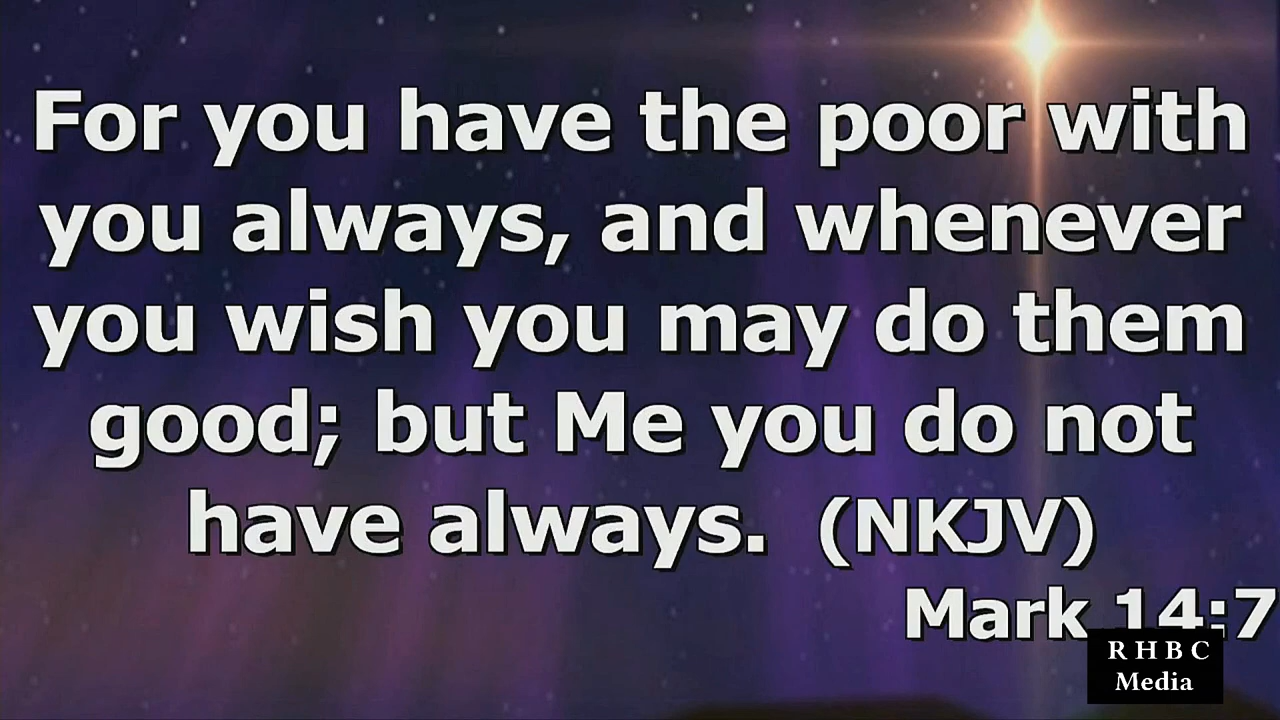 For you have the poor with
you always, and whenever
you wish you may do them
good; but Me you do not
have always. (NKJV)
Mark 14:7
R H B C
Media